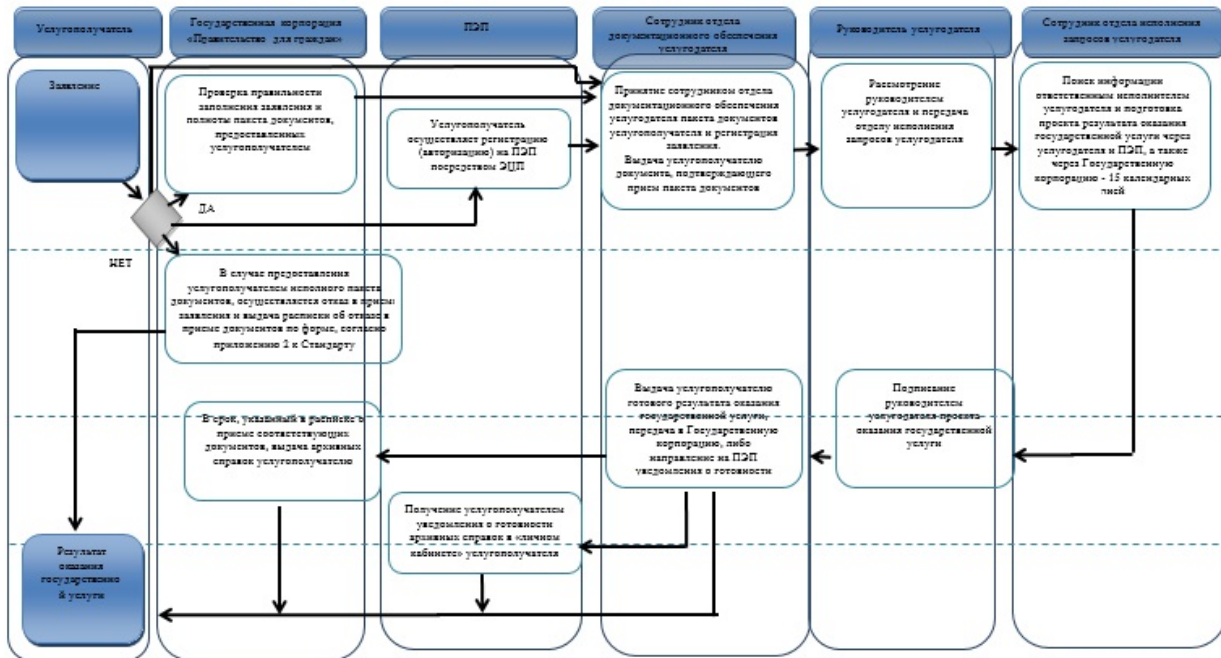 Услугополучатель
Государственная корпорация
«Правительство для граждан»
ПЭП
Сотрудник отдела
документационного обеспечения
услугодателя
Руководитель услугодателя
Сотрудник отдела исполнения
запросов услугодателя
Заявление
Проверка правильности
заполнения заявления и
полноты пакета документов,
предоставленных
услугополучателем
Услугополучатель
осуществляет регистрацию
(авторизацию) на ПЭП
посредством ЭЦП
Принятие сотрудником отдела
документационного обеспечения
услугодателя пакета документов
услугополучателя и регистрация
заявления.
Выдача услугополучателю
документа, подтверждающего
прием пакета документов
Рассмотрение
руководителем
услугодателя и передача
отделу исполнения
запросов услугодателя
Поиск информации
ответственным исполнителем
услугодателя и подготовка
проекта результата оказания
государственной услуги через
услугодателя и ПЭП, а также
через Государственную
корпорацию - 15 календарных
дней
ДА
НЕТ
В случае предоставления
услугополучателем неполного пакета
документов, осуществляется отказ в прием
заявления и выдача расписки об отказе в
приеме документов по форме, согласно
приложению 2 к Стандарту
В срок, указанный в расписке о
приеме соответствующих
документов, выдача архивных
справок услугополучателю
Выдача услугополучателю
готового результата оказания
государственной услуги,
передача в Государственную
корпорацию, либо
направление на ПЭП
уведомления о готовности
Подписание
руководителем
услугодателя проекта
оказания государственной
услуги
Получение услугополучателем
уведомления о готовности
архивных справок в «личном
кабинете» услугополучателя
Результат
оказания
государственно
й услуги